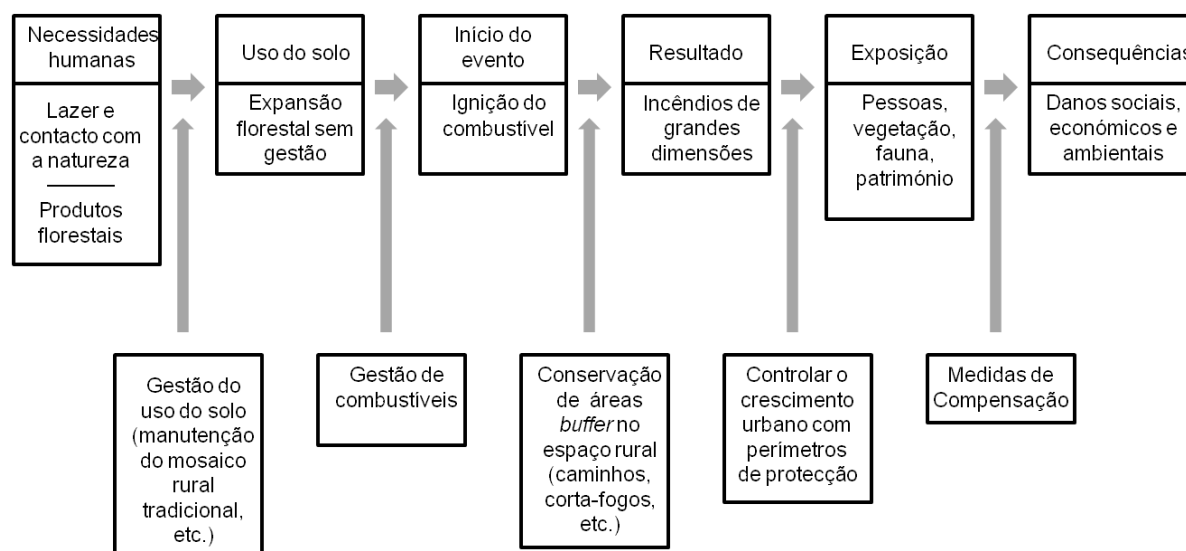 Necessidades
humanas
Lazer e
contacto com
a natureza
Produtos
florestais
Uso do solo
Expansão
florestal sem
gestão
Início do
evento
Ignição do
combustível
Resultado
Incêndios de
grandes
dimensões
Exposição
Pessoas,
vegetação,
fauna,
património
Consequências
Danos sociais,
económicos e
ambientais
Gestão do
uso do solo
(manutenção
do mosaico
rural
tradicional,
etc.)
Gestão de
combustíveis
Conservação
de áreas
buffer no
espaço rural
(caminhos,
corta-fogos,
etc.)
Controlar o
crescimento
urbano com
perímetros
de protecção
Medidas de
Compensação